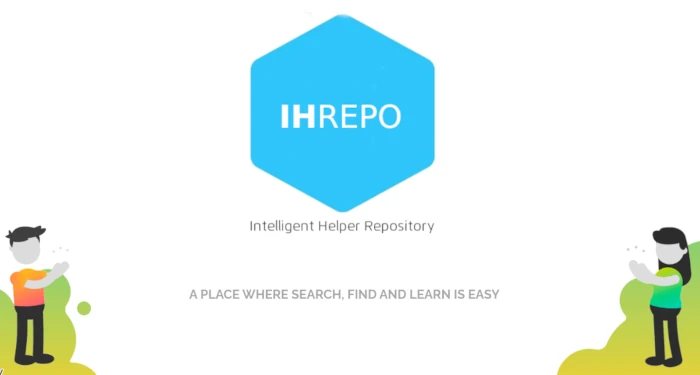 IHREPO
Intelligent Helper Repository
A PLACE WHERE SEARCH, FIND AND LEARN IS EASY